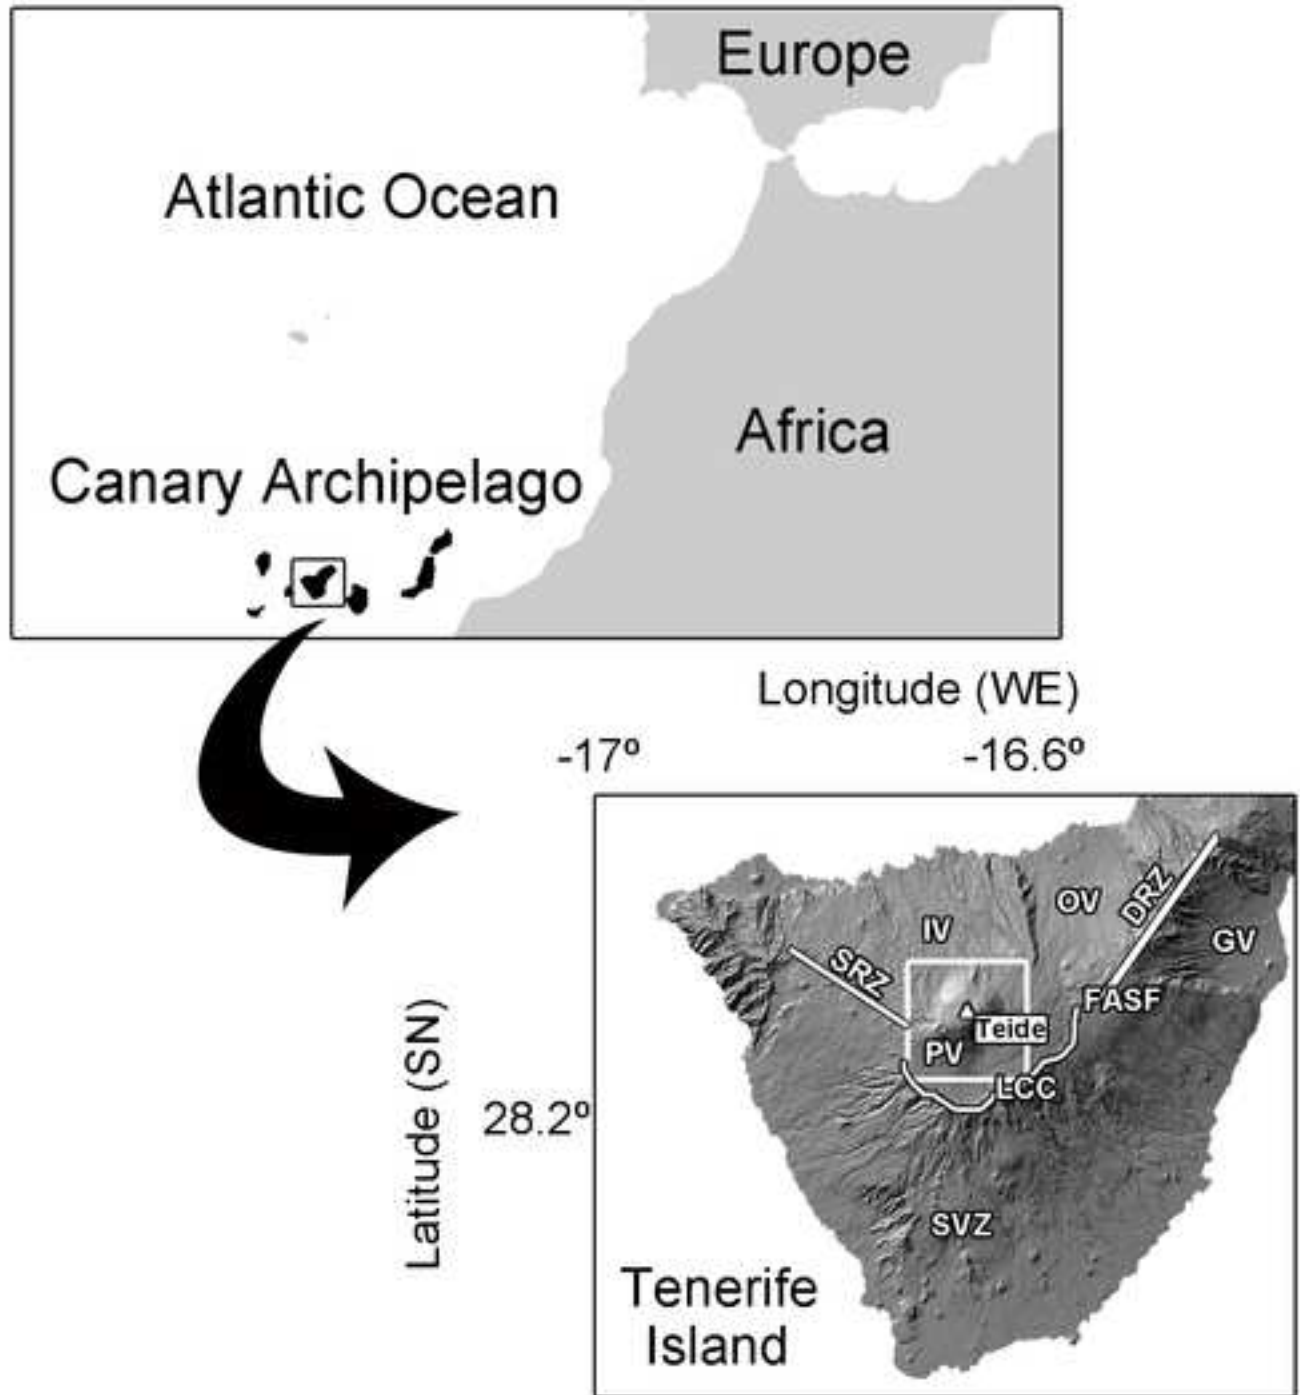 Europe
Atlantic Ocean
Africa
Canary Archipelago
Longitude (WE)
-17º
-16.6º
Latitude (SN)
28.2º
OV
DRZ
IV
GV
SRZ
FASF
Teide
PV
LCC
SVZ
Tenerife
Island